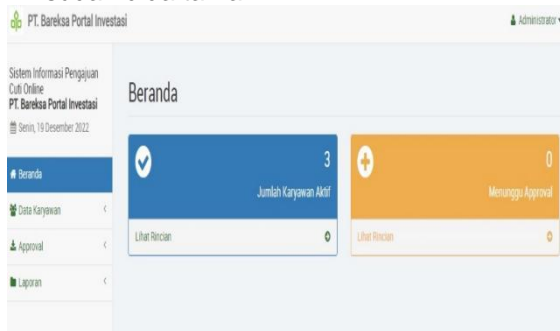 PT. Bareksa Portal Investasi
Administrator
Sistem Informasi Pengajuan
Cuti Online
PT. Bareksa Portal Investasi
Senin, 19 Desember 2022
Beranda
Data Karyawan
Approval
Laporan
Beranda
3
Jumlah Karyawan Aktif
Lihat Rincian
0
Menunggu Approval
Lihat Rincian